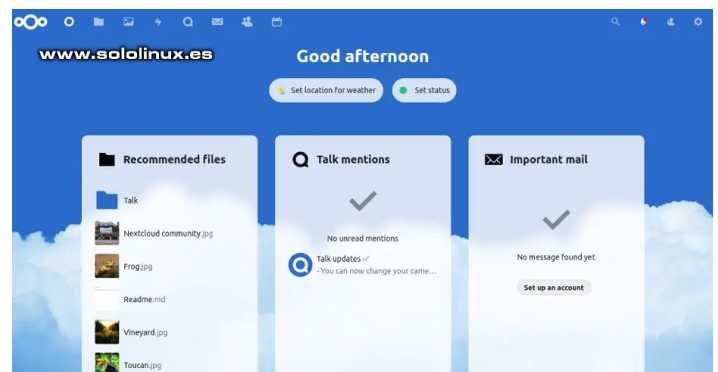 www.sololinux.es
Good afternoon
Set location for weather
Set status
Recommended files
Talk
Nextcloud community.jpg
Frog.jpg
Readme.md
Vineyard.jpg
Toucan.jpg
Talk mentions
No unread mentions
Talk updates ✅
- You can now change your came...
Important mail
No message found yet
Set up an account